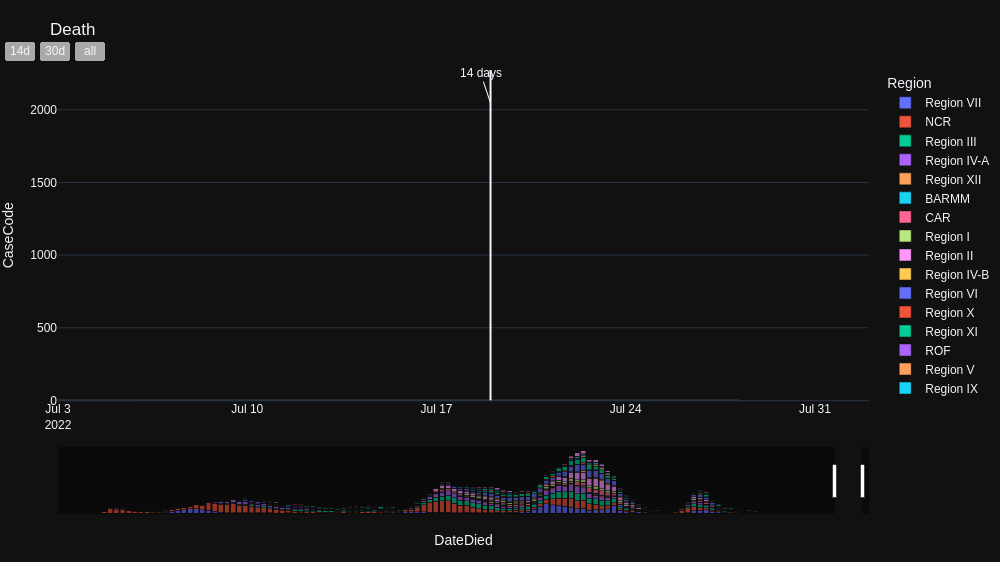 Death
14d 30d all
14 days
CaseCode
2000
1500
1000
500
0
Jul 3 Jul 10 Jul 17 Jul 24 Jul 31
2022
DateDied
Region
Region VII
NCR
Region III
Region IV-A
Region XII
BARMM
CAR
Region I
Region II
Region IV-B
Region VI
Region X
Region XI
ROF
Region V
Region IX